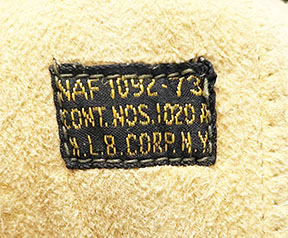 NAF 1092-73
CONT. NOS. 1020 A
H. L. B. CORP. N.Y.